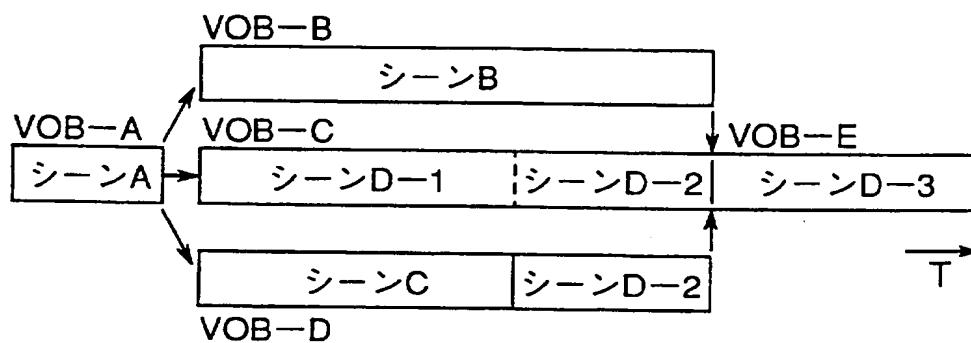 VOB－B
シーンB
VOB－A
VOB－C
VOB－E
シーンA
シーンD－1
シーンD－2
シーンD－3
シーンC
シーンD－2
T
VOB－D